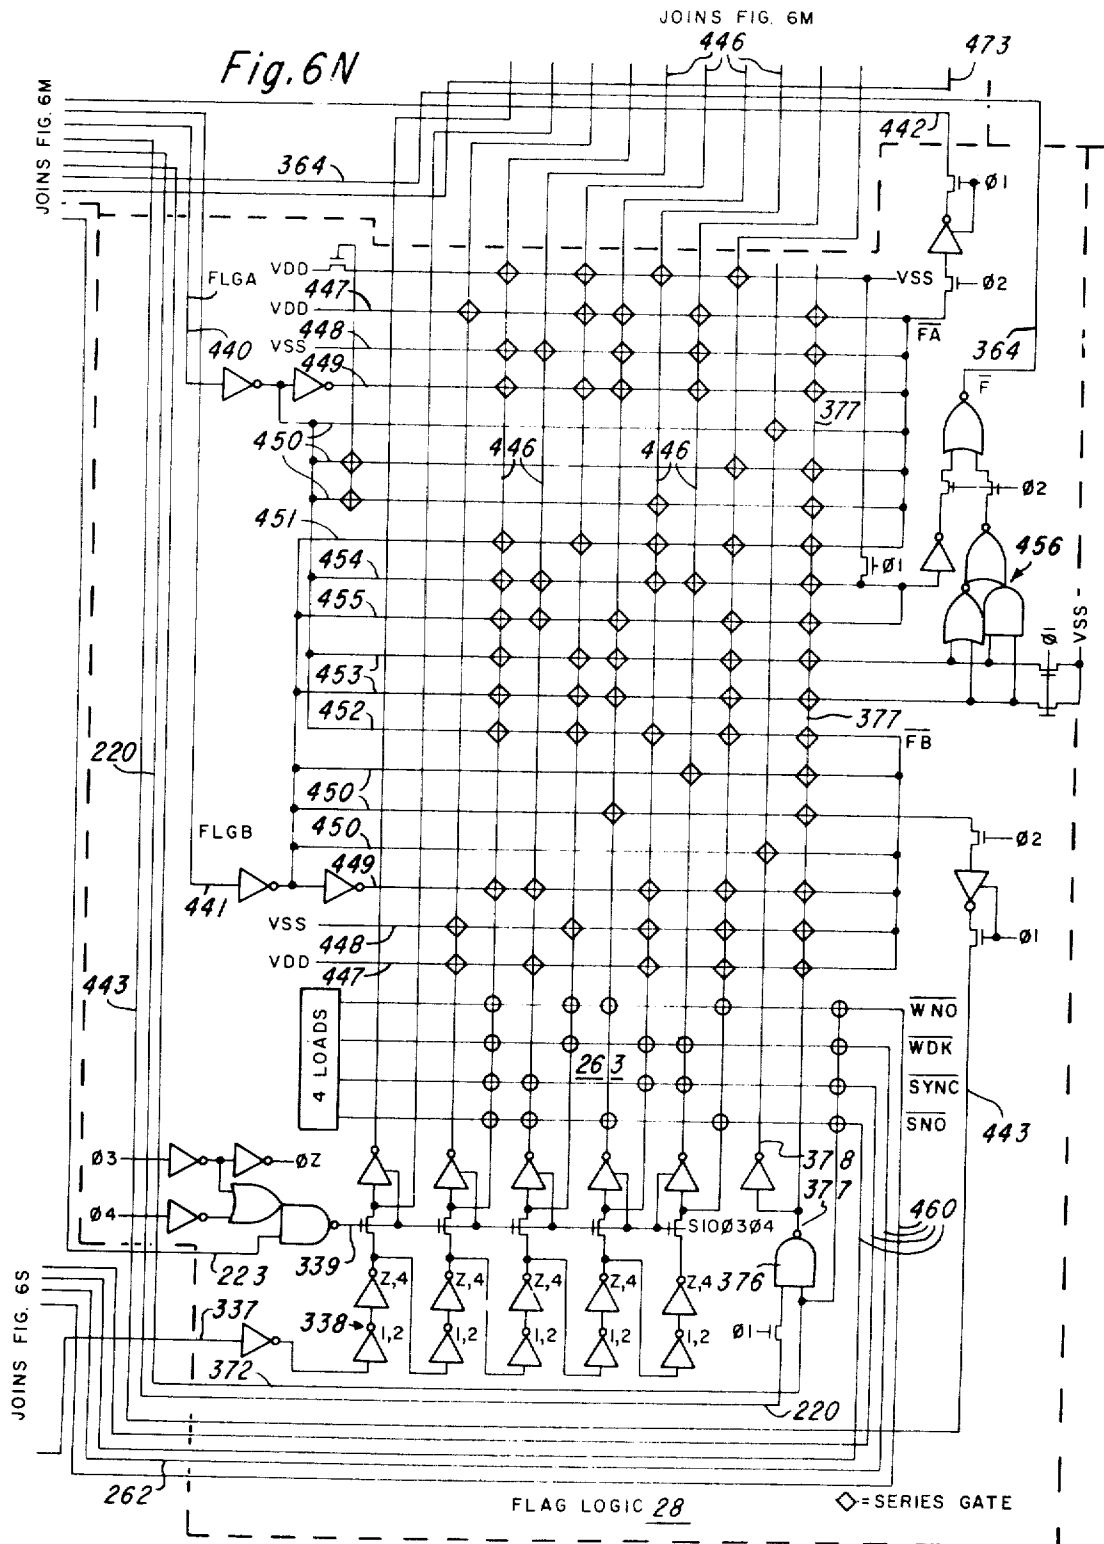 JOINS FIG. 6M
446
473
Fig. 6N
JOINS FIG. 6M
442
364
Ø1
FLGA
VDD
VSS
Ø2
447
VDD
FA
448
VSS
440
449
364
F
377
450
446
446
Ø2
451
454
Ø1
456
455
Ø1
VSS
453
452
377
220
FB
450
450
Ø2
FLGB
449
441
VSS
448
Ø1
VDD
447
443
4 LOADS
WNO
WDK
263
SYNC
SNO
443
Ø3
ØZ
378
377
Ø4
S10Ø3Ø4
460
339
223
376
Z,4
Z,4
Z,4
Z,4
Z,4
337
338
1,2
1,2
1,2
1,2
1,2
Ø1
JOINS FIG. 6S
372
220
262
FLAG LOGIC 28
=SERIES GATE